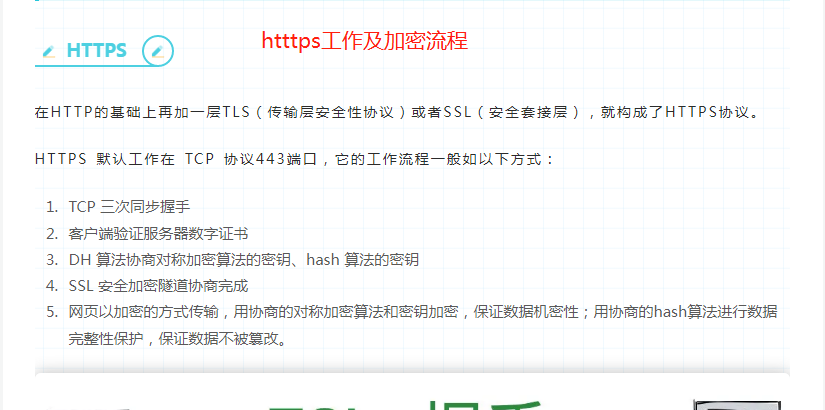 htttps工作及加密流程
HTTPS
在HTTP的基础上再加一层TLS（传输层安全性协议）或者SSL（安全套接层），就构成了HTTPS协议。
HTTPS 默认工作在 TCP 协议443端口，它的工作流程一般如以下方式：
1. TCP 三次同步握手
2. 客户端验证服务器数字证书
3. DH 算法协商对称加密算法的密钥、hash 算法的密钥
4. SSL 安全加密隧道协商完成
5. 网页以加密的方式传输，用协商的对称加密算法和密钥加密，保证数据机密性；用协商的hash算法进行数据
完整性保护，保证数据不被篡改。